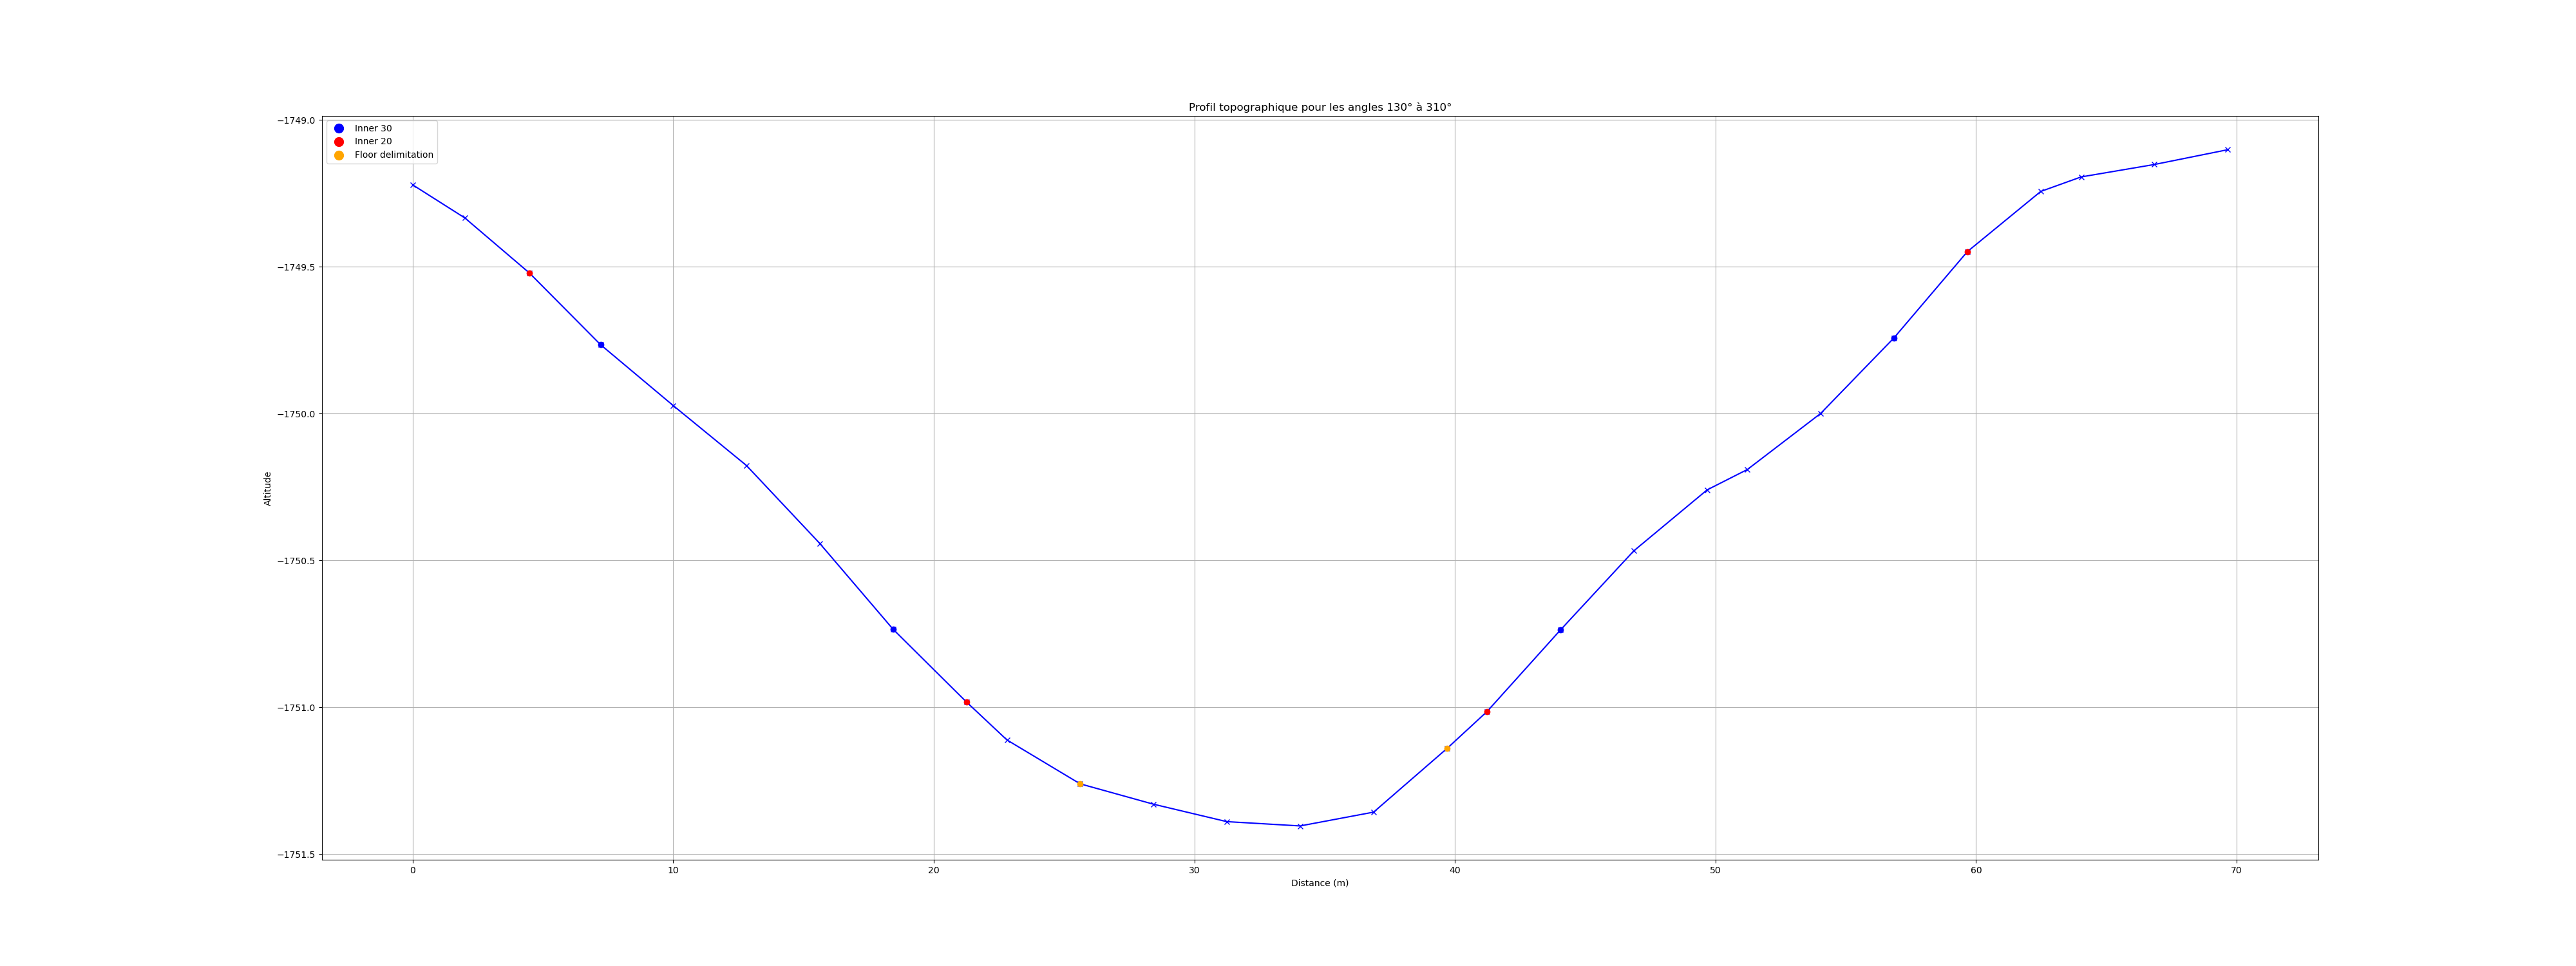 Profil topographique pour les angles 130° à 310°
Inner 30
Inner 20
Floor delimitation
−1749.0
−1749.5
−1750.0
−1750.5
−1751.0
−1751.5
Altitude
0 10 20 30 40 50 60 70
Distance (m)